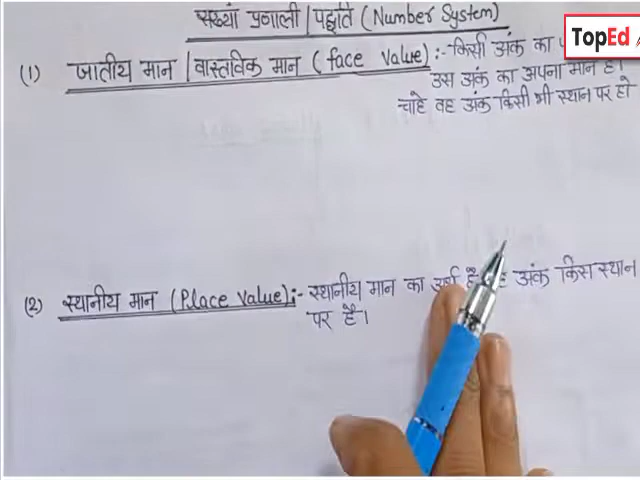 सख्यां प्रणाली/पद्धति (Number System)
TopEd
(1) जातीय मान/वास्तविक मान (face value) :- किसी अंक का
उस अंक का अपना मान है।
चाहे वह अंक किसी भी स्थान पर हो
(2) स्थानीय मान (Place value) :- स्थानीय मान का अर्थ है अंक किस स्थान
पर है।